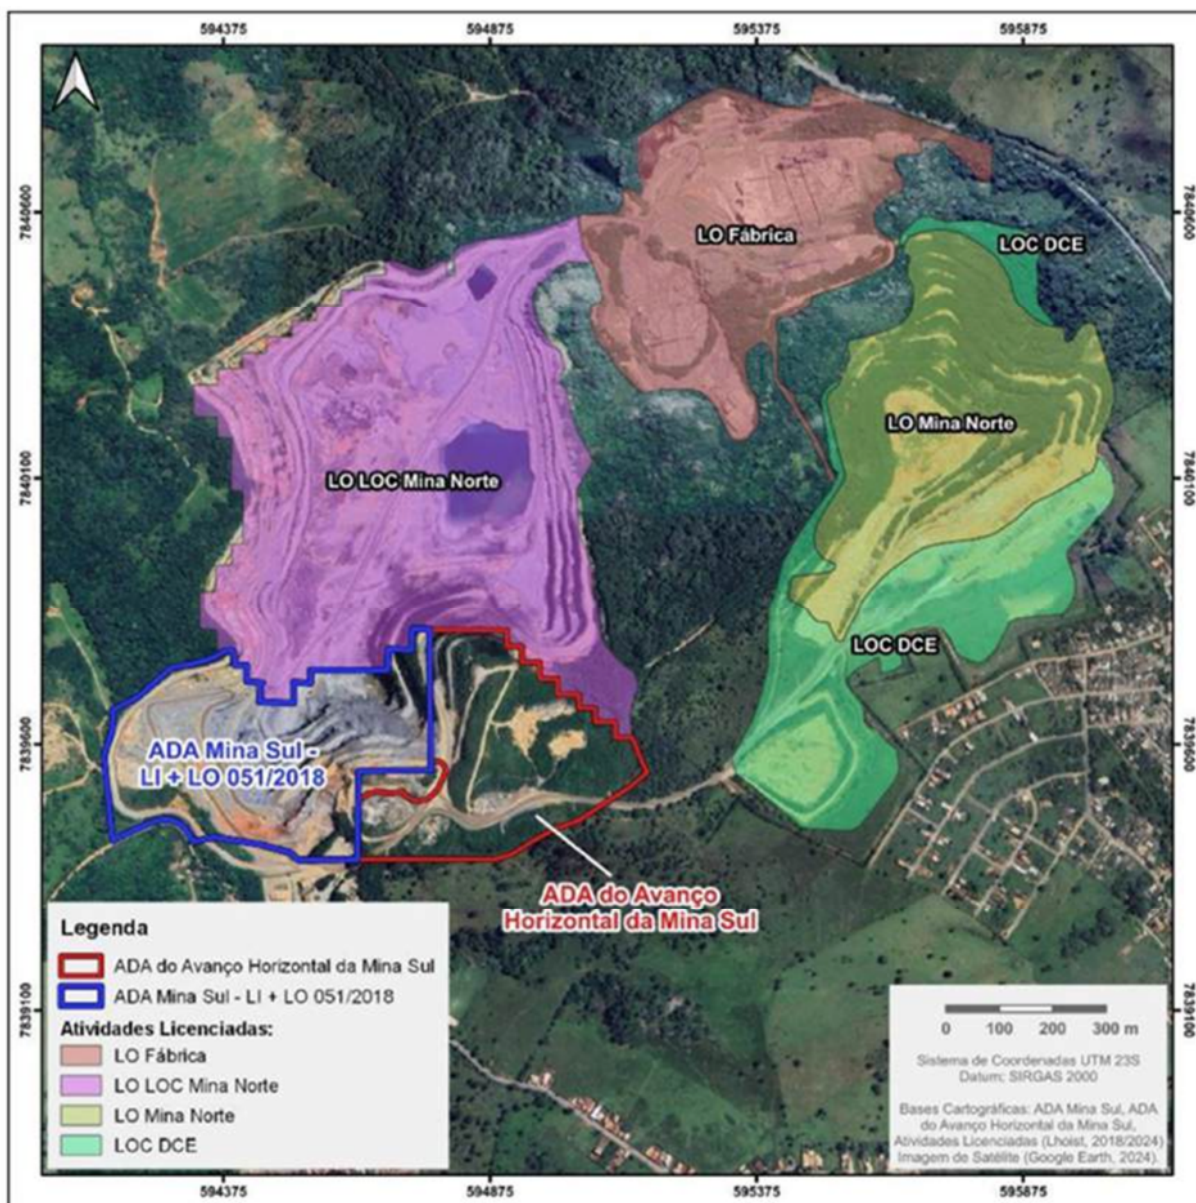 594375
594875
595375
595875
7840600
7840600
LO Fábrica
LOC DCE
LO Mina Norte
7840100
7840100
LO LOC Mina Norte
LOC DCE
7839600
7839600
ADA Mina Sul -
LI + LO 051/2018
ADA do Avanço
Horizontal da Mina Sul
Legenda
ADA do Avanço Horizontal da Mina Sul
ADA Mina Sul - LI + LO 051/2018
Atividades Licenciadas:
LO Fábrica
LO LOC Mina Norte
LO Mina Norte
LOC DCE
7839100
7839100
0 100 200 300 m
Sistema de Coordenadas UTM 23S
Datum: SIRGAS 2000
Bases Cartográficas: ADA Mina Sul, ADA
do Avanço Horizontal da Mina Sul,
Atividades Licenciadas (Lhoist, 2018/2024)
Imagem de Satélite (Google Earth, 2024).
594375
594875
595375
595875